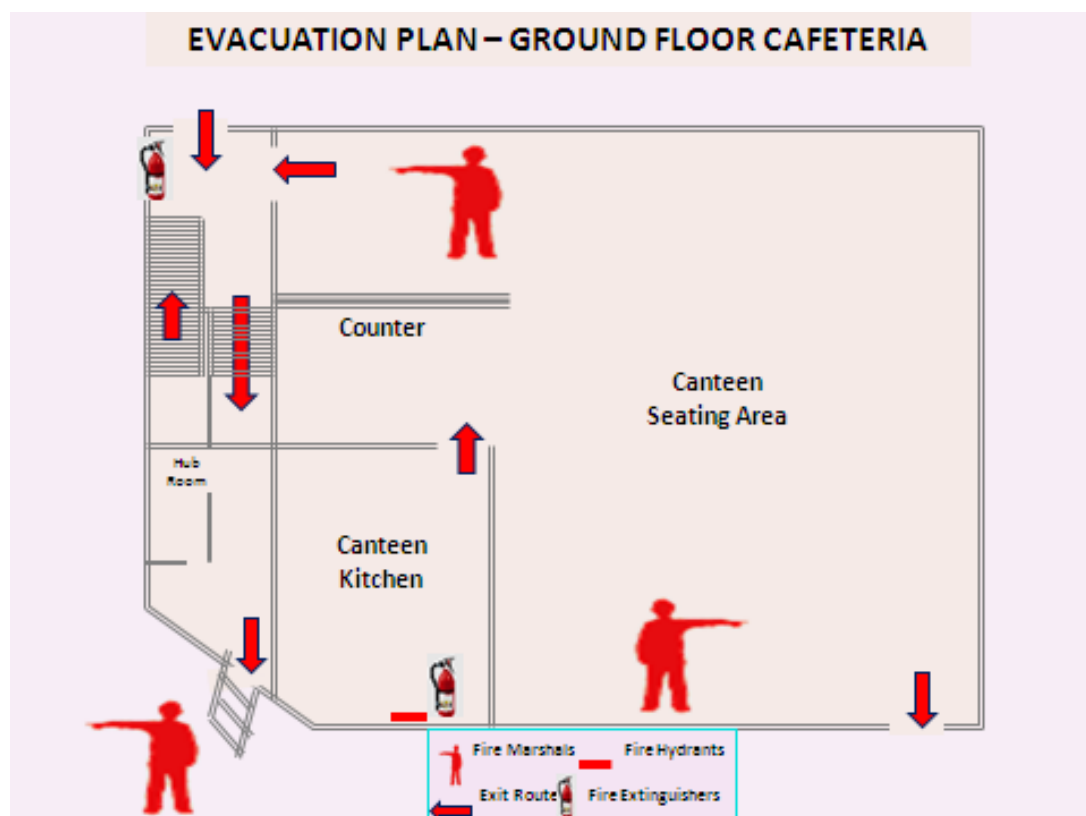 EVACUATION PLAN – GROUND FLOOR CAFETERIA
Counter
Canteen
Seating Area
Hub
Room
Canteen
Kitchen
Fire Marshals
Fire Hydrants
Exit Route
Fire Extinguishers